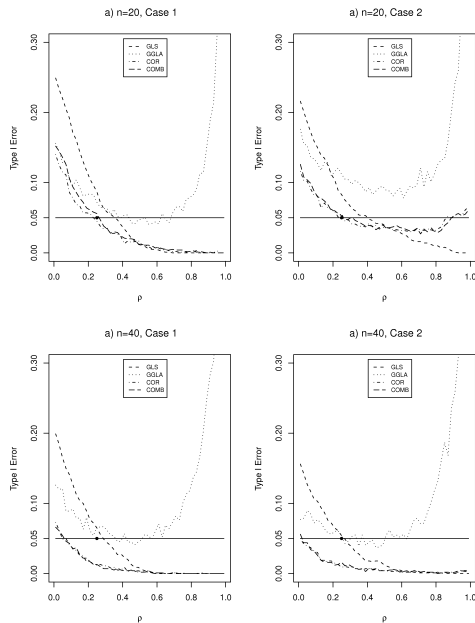 a) n=20, Case 1
Type I Error
0.00 0.05 0.10 0.20 0.30
GLS
GGLA
COR
COMB
0.0 0.2 0.4 0.6 0.8 1.0
ρ
a) n=20, Case 2
Type I Error
0.00 0.05 0.10 0.20 0.30
GLS
GGLA
COR
COMB
0.0 0.2 0.4 0.6 0.8 1.0
ρ
a) n=40, Case 1
Type I Error
0.00 0.05 0.10 0.20 0.30
GLS
GGLA
COR
COMB
0.0 0.2 0.4 0.6 0.8 1.0
ρ
a) n=40, Case 2
Type I Error
0.00 0.05 0.10 0.20 0.30
GLS
GGLA
COR
COMB
0.0 0.2 0.4 0.6 0.8 1.0
ρ